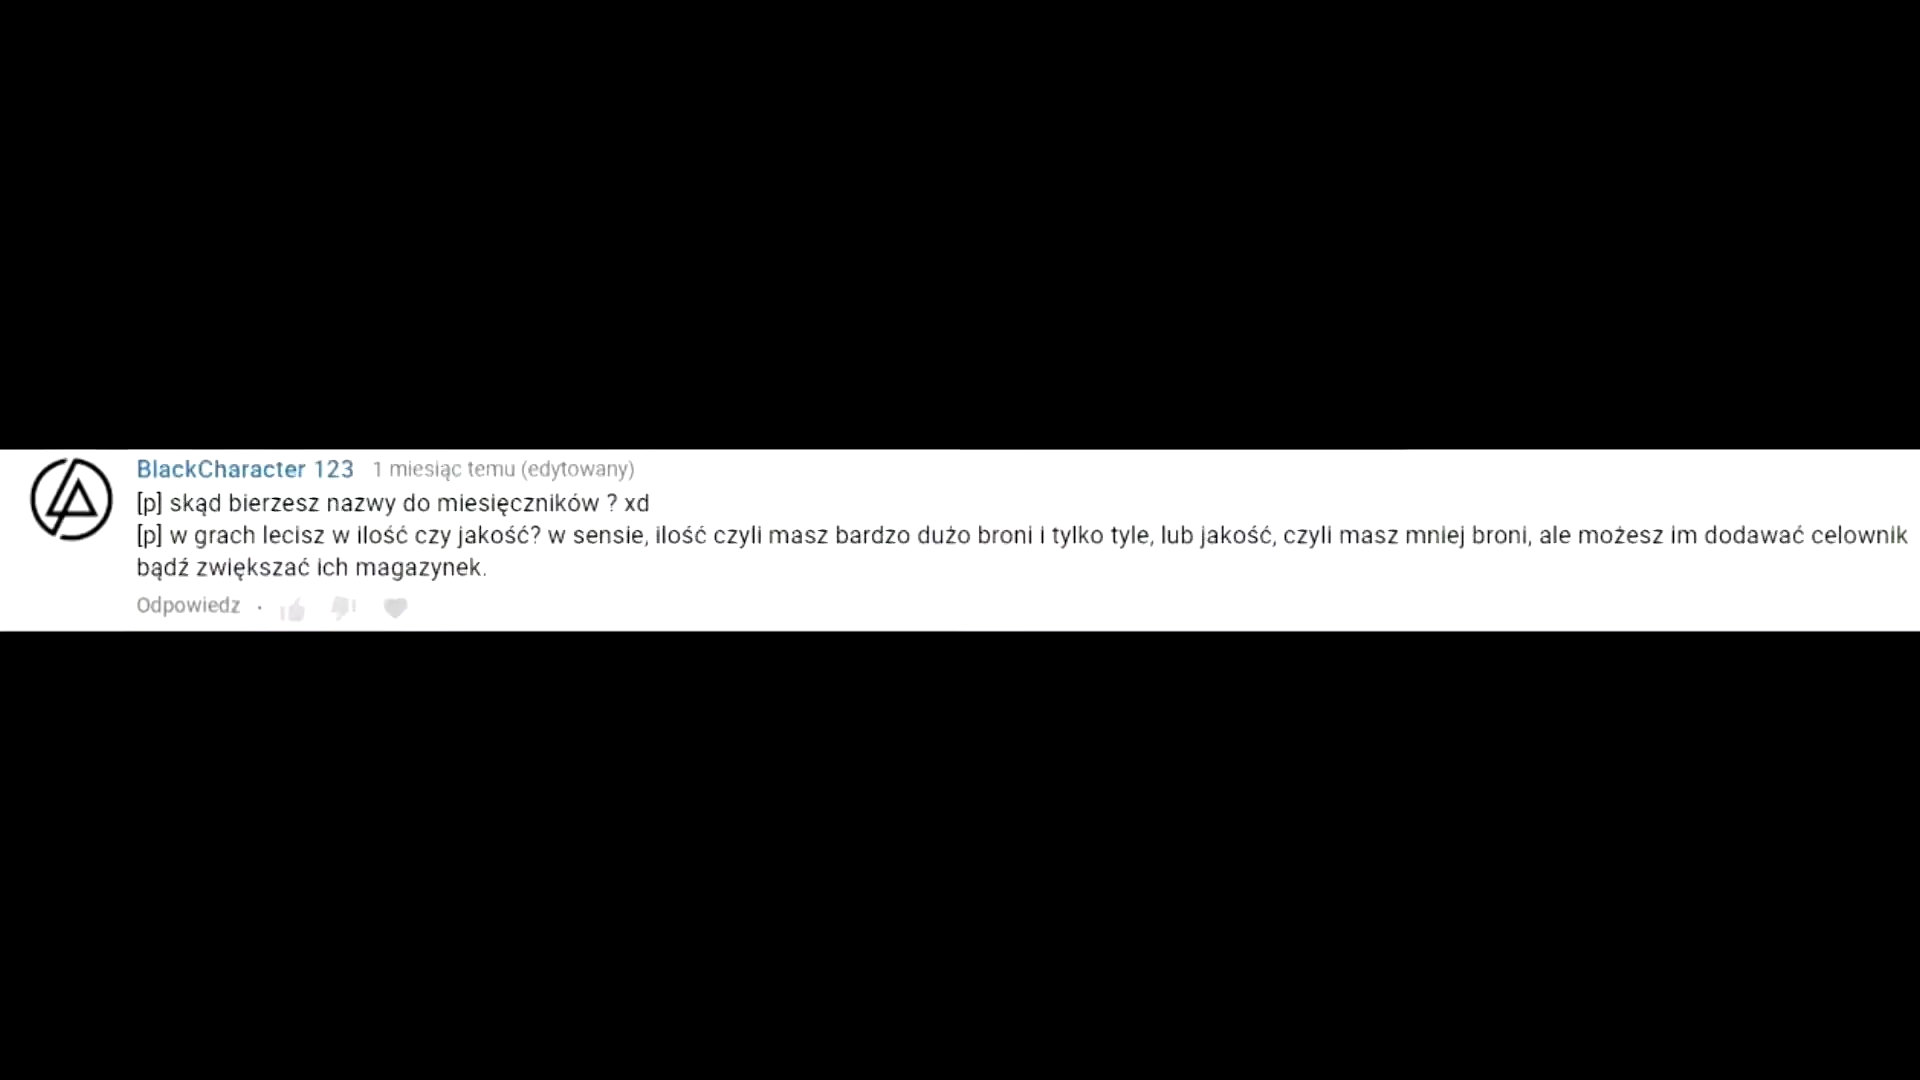 BlackCharacter 123 1 miesiąc temu (edytowany)
[p] skąd bierzesz nazwy do miesięczników ? xd
[p] w grach lecisz w ilość czy jakość? w sensie, ilość czyli masz bardzo dużo broni i tylko tyle, lub jakość, czyli masz mniej broni, ale możesz im dodawać celownik
bądź zwiększać ich magazynek.
Odpowiedz ·